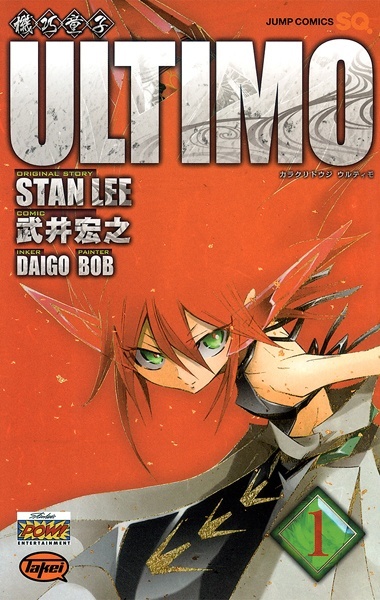 機巧童子
JUMP COMICS SQ.
ULTIMO
カラクリドウジ ウルティモ
ORIGINAL STORY
STAN LEE
COMIC
武井宏之
INKER PAINTER
DAIGO BOB
1
POW!
ENTERTAINMENT
Takei